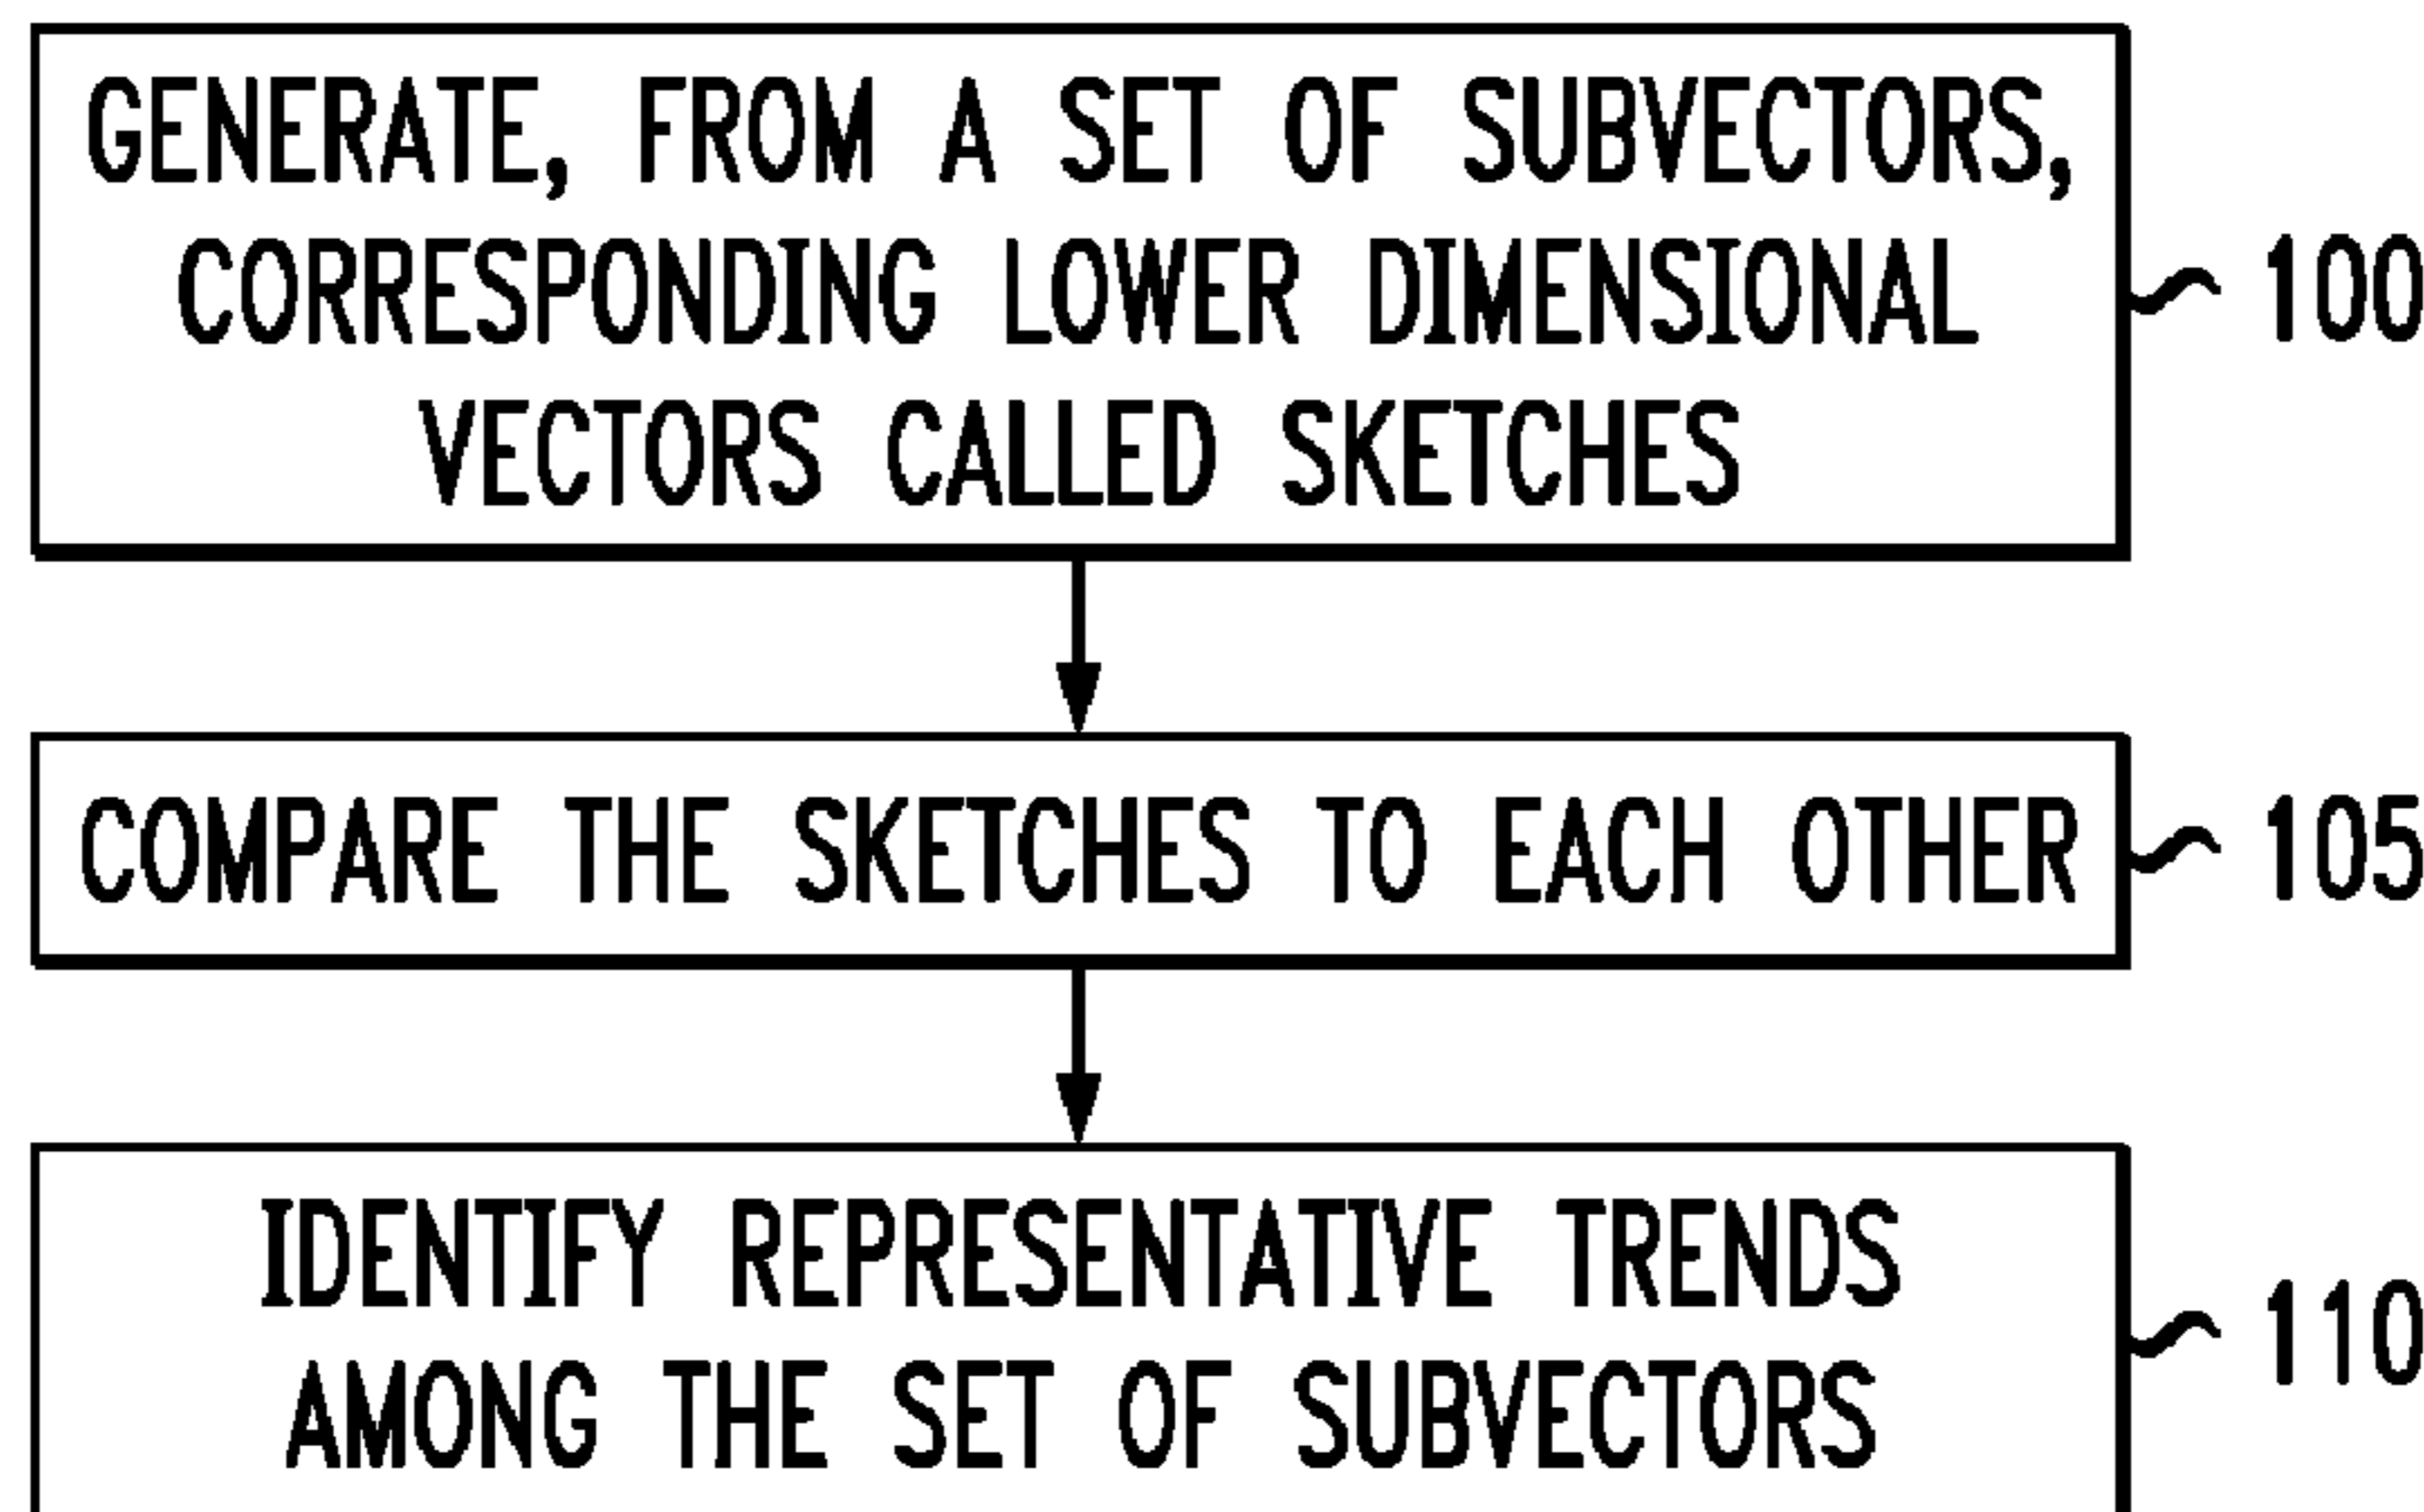 GENERATE, FROM A SET OF SUBVECTORS,
CORRESPONDING LOWER DIMENSIONAL
VECTORS CALLED SKETCHES
100
COMPARE THE SKETCHES TO EACH OTHER
105
IDENTIFY REPRESENTATIVE TRENDS
AMONG THE SET OF SUBVECTORS
110